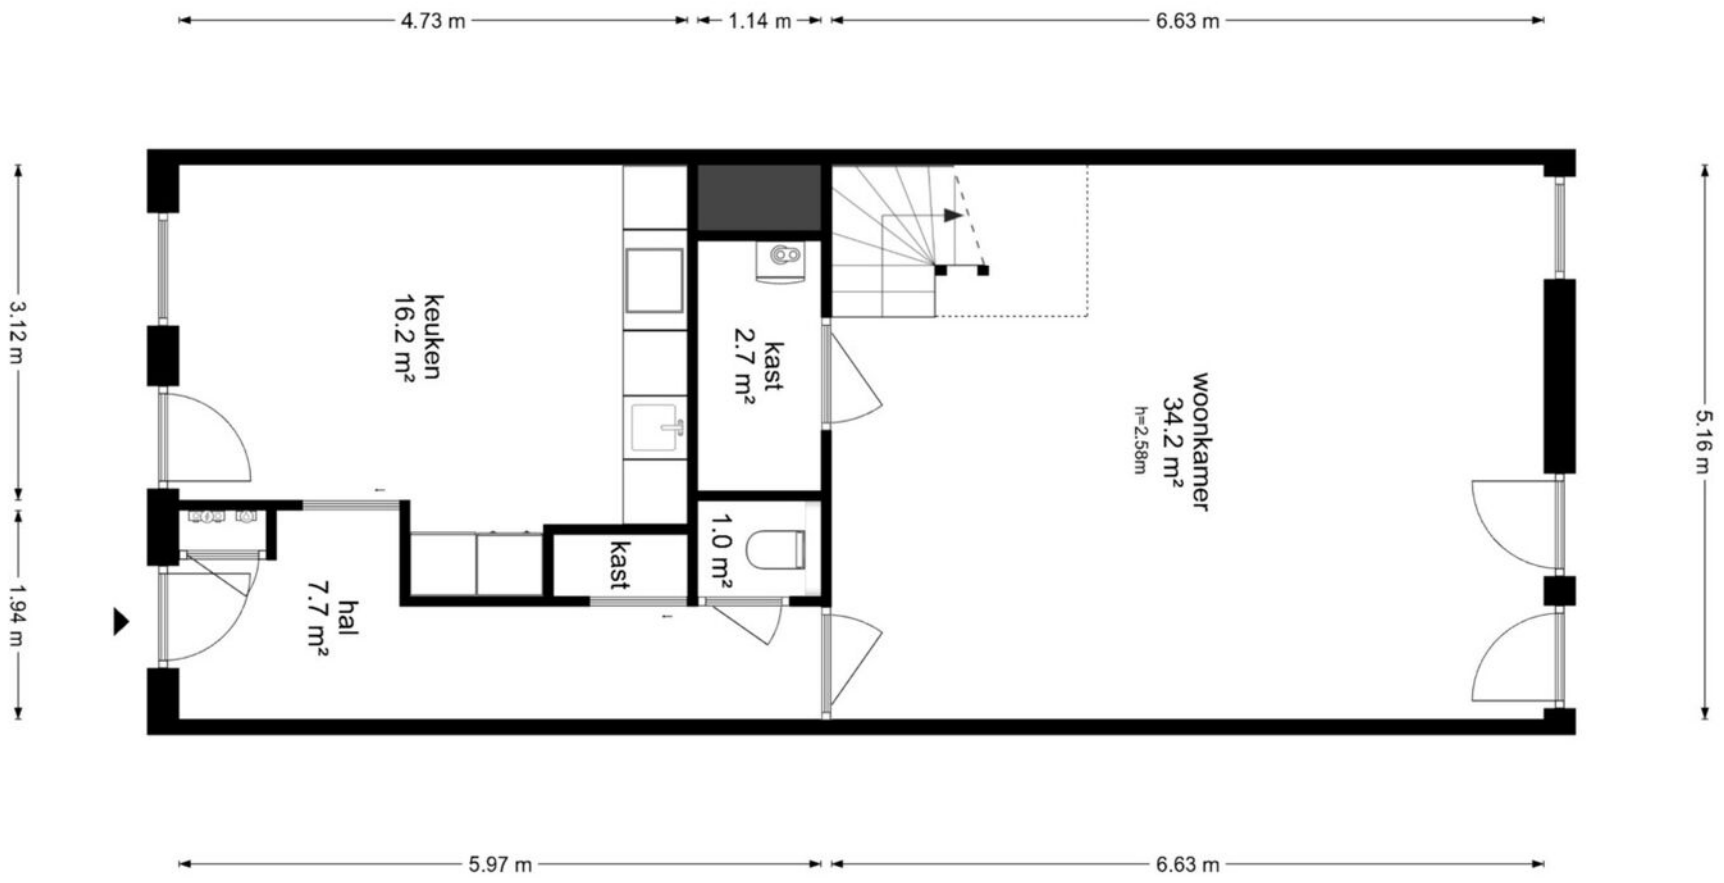 4.73 m
1.14 m
6.63 m
3.12 m
1.94 m
5.16 m
keuken
16.2 m²
kast
2.7 m²
woonkamer
34.2 m²
h=2.58m
1.0 m²
kast
hal
7.7 m²
5.97 m
6.63 m